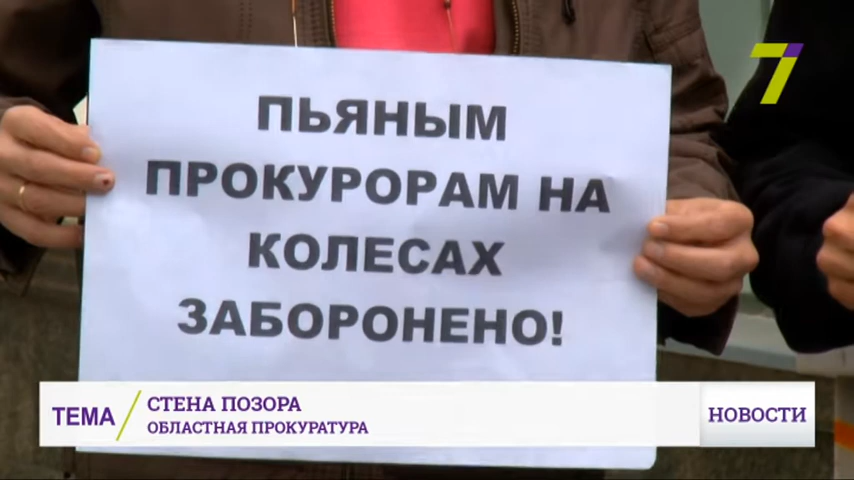 7
ПЬЯНЫМ
ПРОКУРОРАМ НА
КОЛЕСАХ
ЗАБОРОНЕНО!
ТЕМА
СТЕНА ПОЗОРА
ОБЛАСТНАЯ ПРОКУРАТУРА
НОВОСТИ